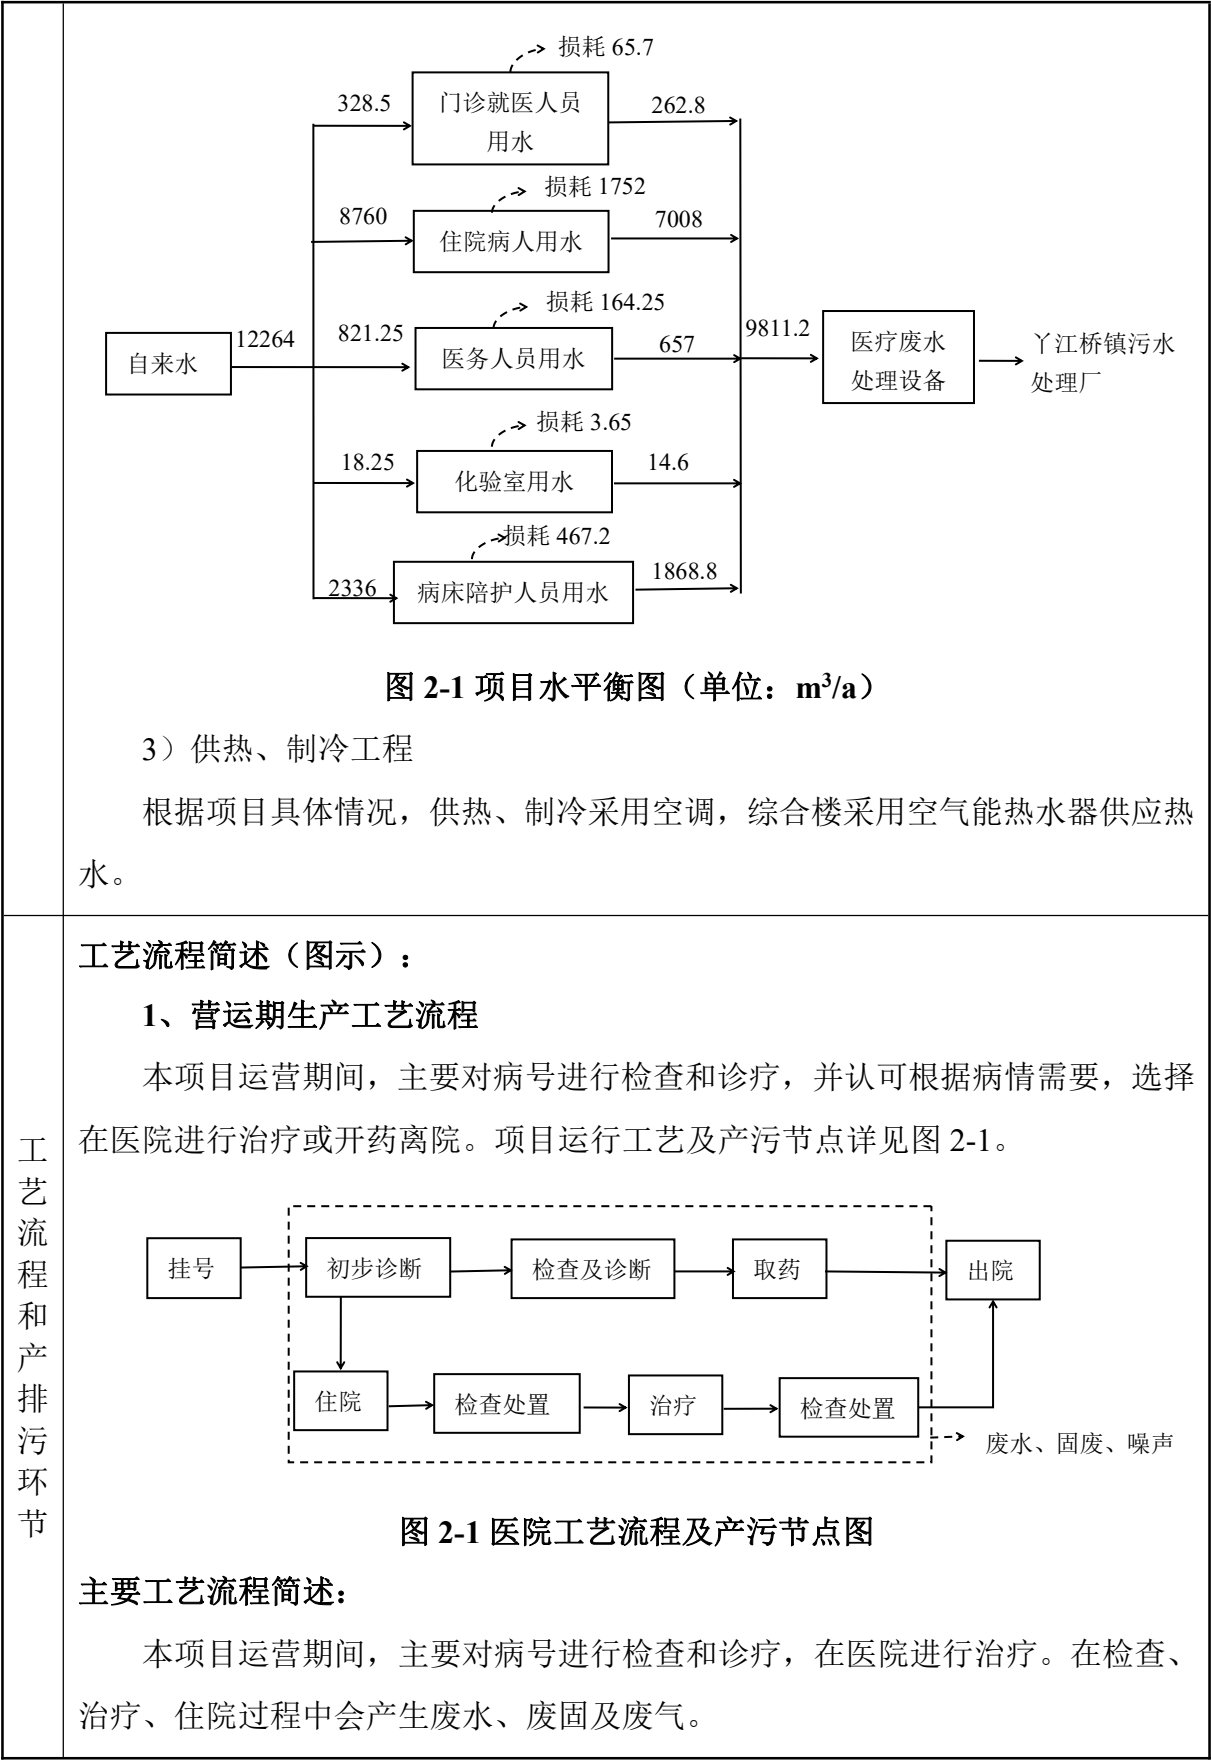 损耗 65.7
328.5
门诊就医人员
用水
262.8
损耗 1752
8760
住院病人用水
7008
损耗 164.25
自来水
12264
821.25
医务人员用水
657
9811.2
医疗废水
处理设备
丫江桥镇污水
处理厂
损耗 3.65
18.25
化验室用水
14.6
损耗 467.2
2336
病床陪护人员用水
1868.8
图 2-1 项目水平衡图（单位：m³/a）
3）供热、制冷工程
根据项目具体情况，供热、制冷采用空调，综合楼采用空气能热水器供应热
水。
工
艺
流
程
和
产
排
污
环
节
工艺流程简述（图示）：
1、营运期生产工艺流程
本项目运营期间，主要对病号进行检查和诊疗，并认可根据病情需要，选择
在医院进行治疗或开药离院。项目运行工艺及产污节点详见图 2-1。
挂号
初步诊断
检查及诊断
取药
出院
住院
检查处置
治疗
检查处置
废水、固废、噪声
图 2-1 医院工艺流程及产污节点图
主要工艺流程简述：
本项目运营期间，主要对病号进行检查和诊疗，在医院进行治疗。在检查、
治疗、住院过程中会产生废水、废固及废气。